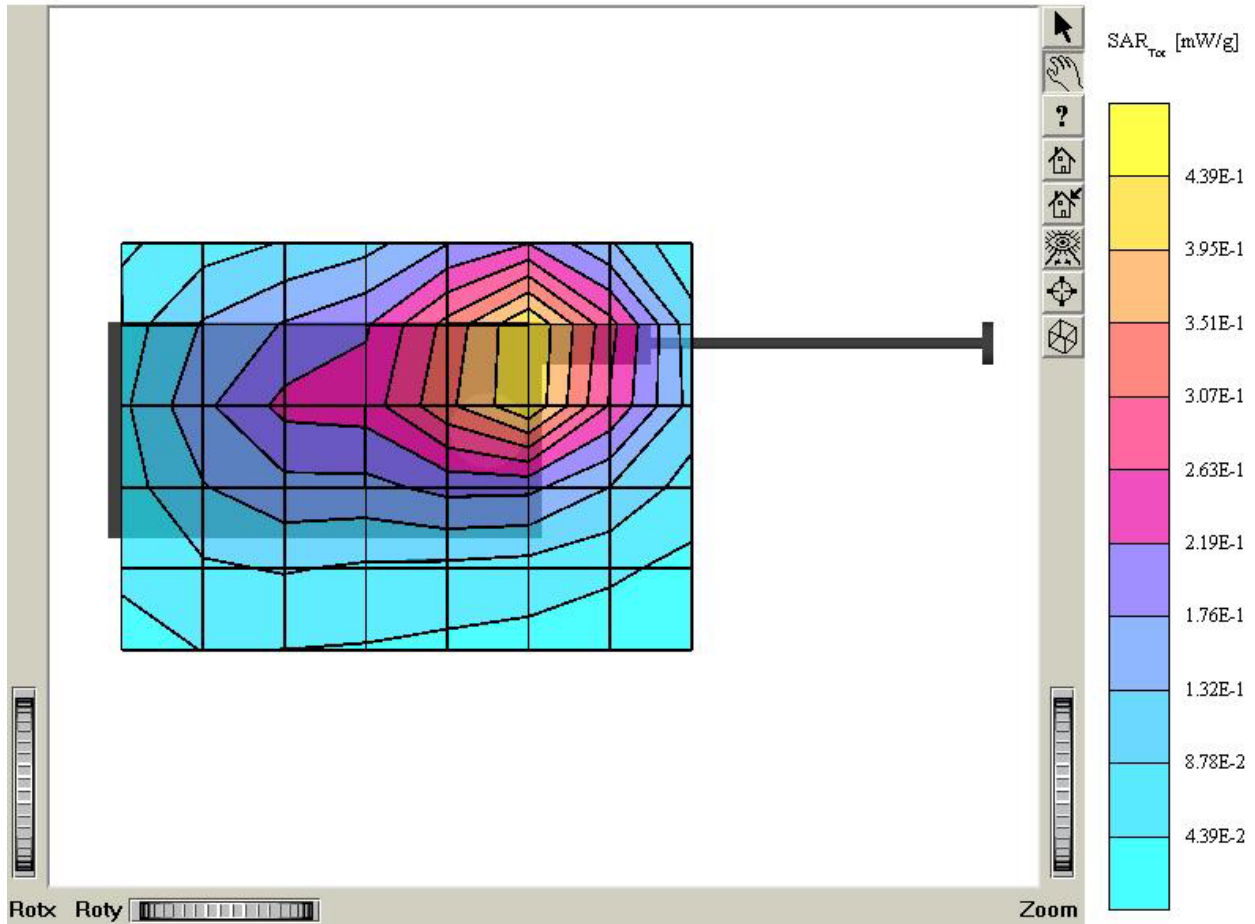 SAR_Tot [mW/g]
?
4.39E-1
3.95E-1
3.51E-1
3.07E-1
2.63E-1
2.19E-1
1.76E-1
1.32E-1
8.78E-2
4.39E-2
Rotx Roty Zoom